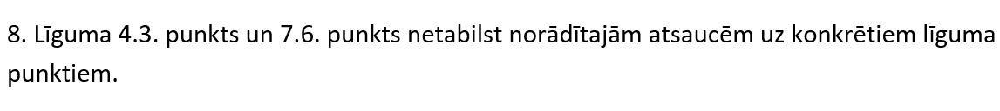 8. Līguma 4.3. punkts un 7.6. punkts netabilst norādītajām atsaucēm uz konkrētiem līguma
punktiem.